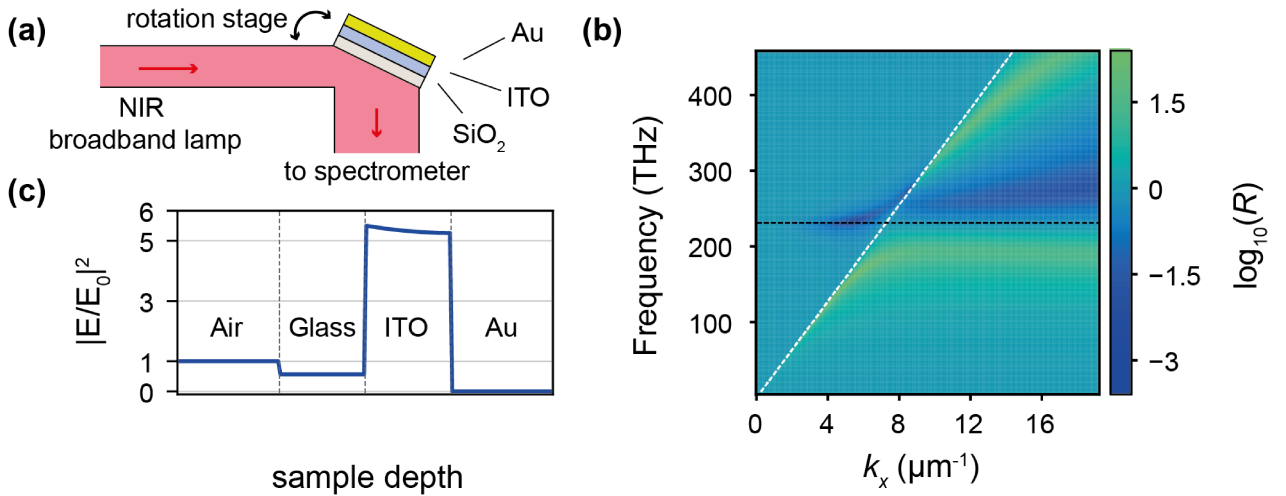 (a)
rotation stage
Au
ITO
SiO₂
NIR
broadband lamp
to spectrometer
(b)
Frequency (THz)
400
300
200
100
0
4
8
12
16
kₓ (μm⁻¹)
1.5
0
−1.5
−3
log₁₀(R)
(c)
|E/E₀|²
6
5
3
1
0
Air
Glass
ITO
Au
sample depth